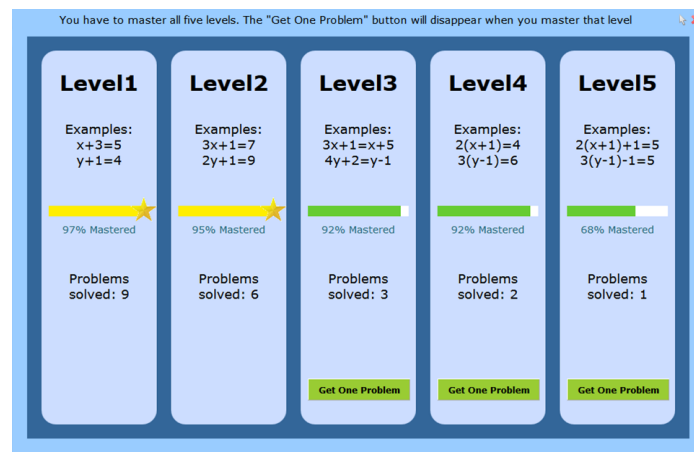 You have to master all five levels. The "Get One Problem" button will disappear when you master that level
Level1
Examples:
x+3=5
y+1=4
97% Mastered
Problems
solved: 9
Level2
Examples:
3x+1=7
2y+1=9
95% Mastered
Problems
solved: 6
Level3
Examples:
3x+1=x+5
4y+2=y-1
92% Mastered
Problems
solved: 3
Get One Problem
Level4
Examples:
2(x+1)=4
3(y-1)=6
92% Mastered
Problems
solved: 2
Get One Problem
Level5
Examples:
2(x+1)+1=5
3(y-1)-1=5
68% Mastered
Problems
solved: 1
Get One Problem